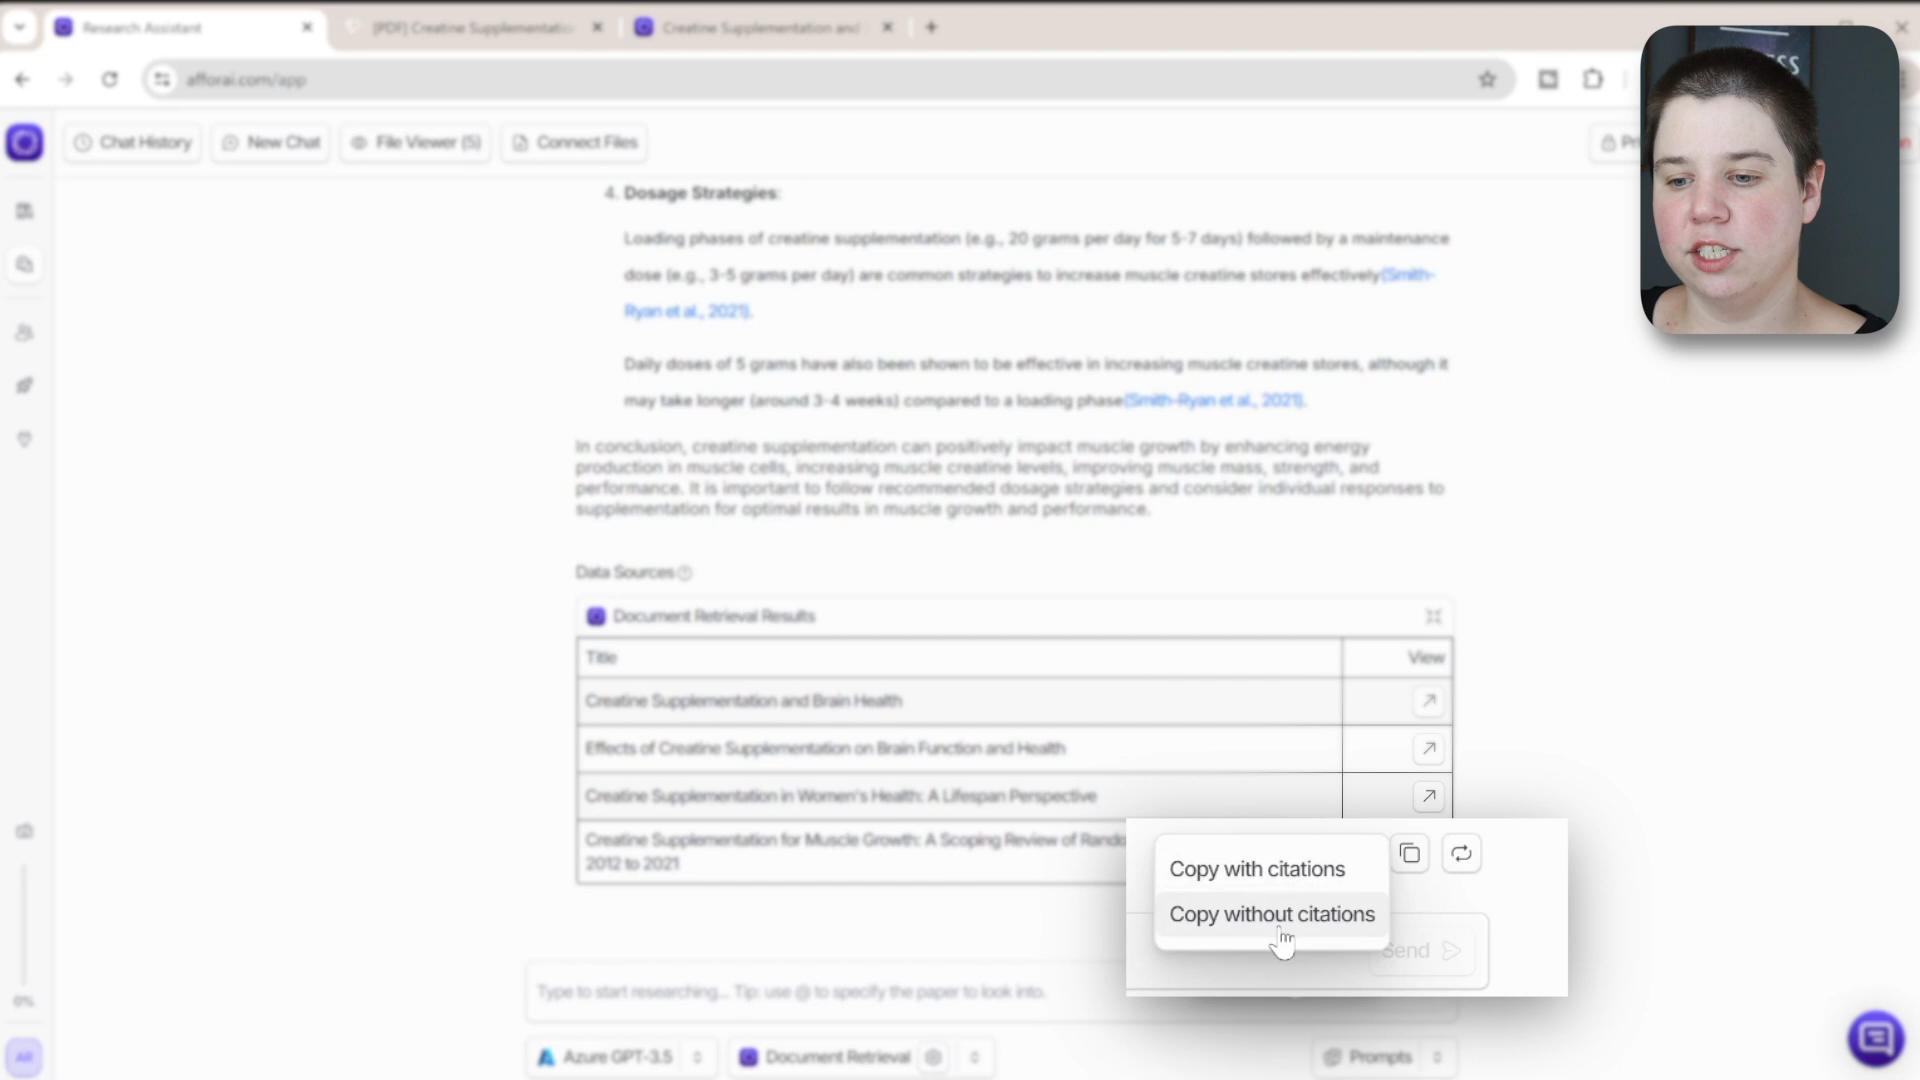 Research Assistant
[PDF] Creatine Supplementatio
Creatine Supplementation and
afforai.com/app
Chat History
New Chat
File Viewer (5)
Connect Files
4. Dosage Strategies:
Loading phases of creatine supplementation (e.g., 20 grams per day for 5-7 days) followed by a maintenance
dose (e.g., 3-5 grams per day) are common strategies to increase muscle creatine stores effectively(Smith-
Ryan et al., 2021).
Daily doses of 5 grams have also been shown to be effective in increasing muscle creatine stores, although it
may take longer (around 3-4 weeks) compared to a loading phase(Smith-Ryan et al., 2021).
In conclusion, creatine supplementation can positively impact muscle growth by enhancing energy
production in muscle cells, increasing muscle creatine levels, improving muscle mass, strength, and
performance. It is important to follow recommended dosage strategies and consider individual responses to
supplementation for optimal results in muscle growth and performance.
Data Sources
Document Retrieval Results
Title View
Creatine Supplementation and Brain Health
Effects of Creatine Supplementation on Brain Function and Health
Creatine Supplementation in Women's Health: A Lifespan Perspective
Creatine Supplementation for Muscle Growth: A Scoping Review of Rando
2012 to 2021
Copy with citations
Copy without citations
Send
Type to start researching... Tip: use @ to specify the paper to look into.
0%
AR
Azure GPT-3.5
Document Retrieval
Prompts